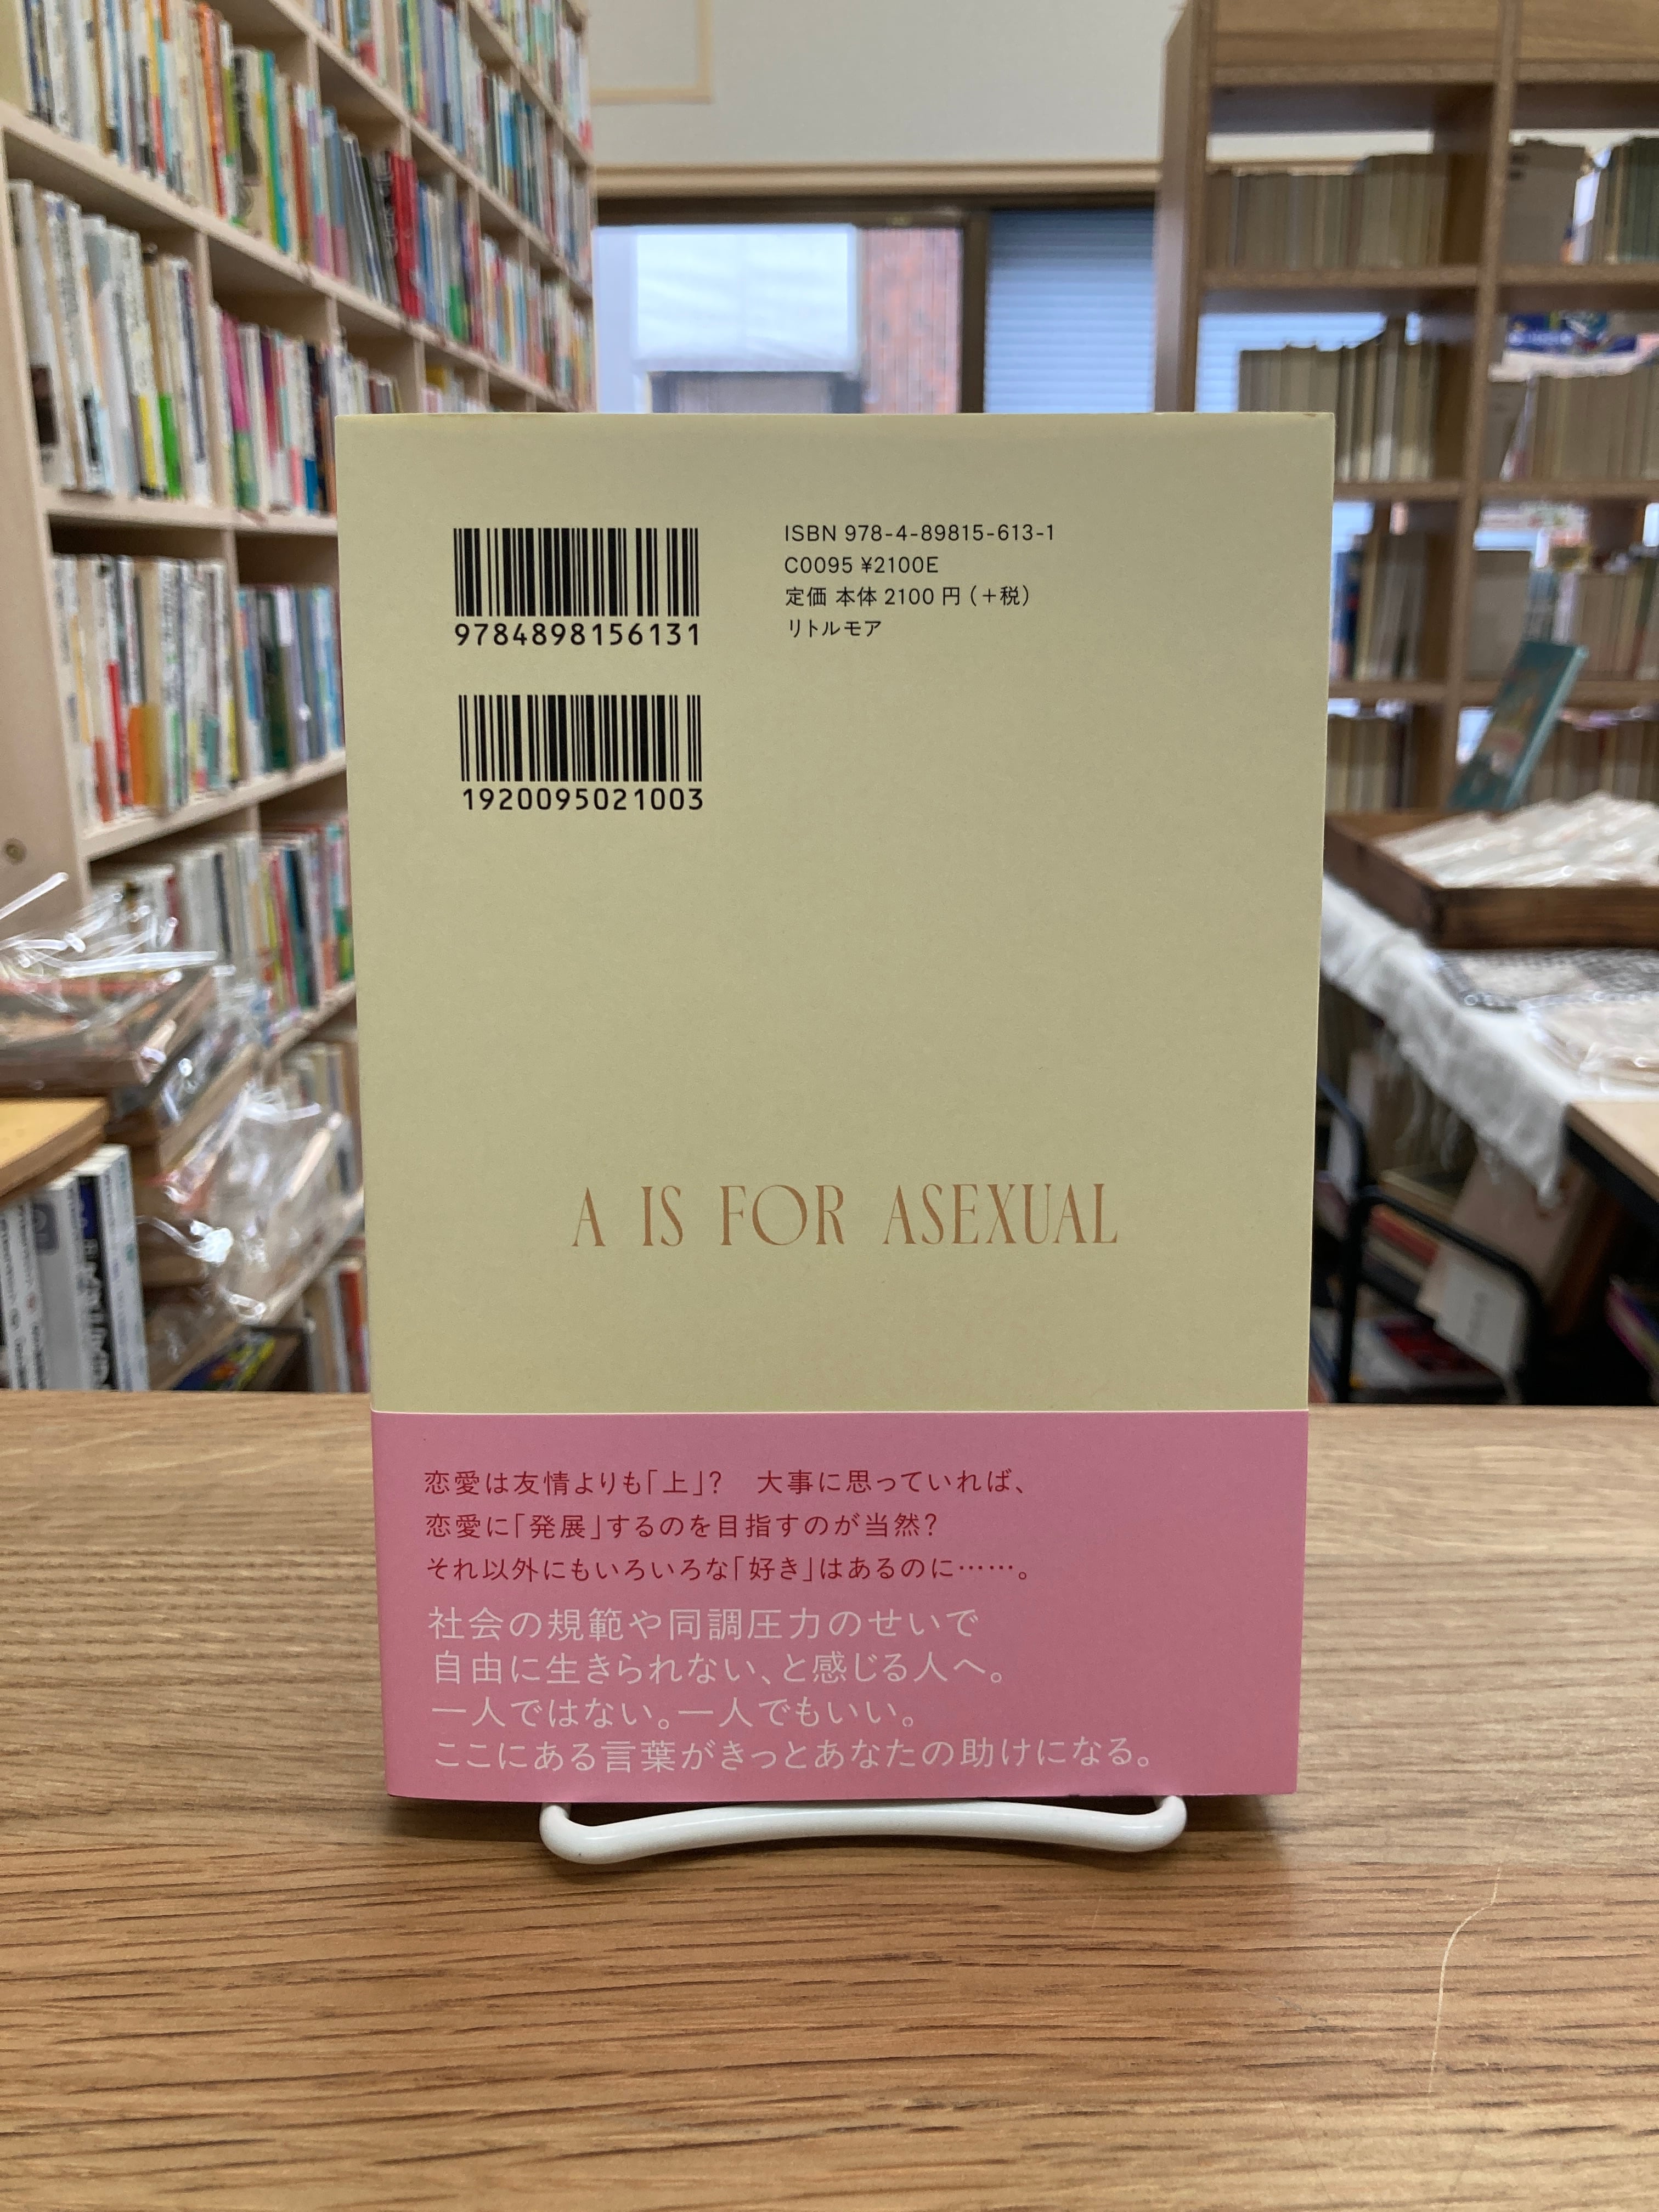 9784898156131
ISBN 978-4-89815-613-1
C0095 ¥2100E
定価 本体2100円(+税)
リトルモア
1920095021003
A IS FOR ASEXUAL
恋愛は友情よりも「上」?　大事に思っていれば、
恋愛に「発展」するのを目指すのが当然?
それ以外にもいろいろな「好き」はあるのに……。
社会の規範や同調圧力のせいで
自由に生きられない、と感じる人へ。
一人ではない。一人でもいい。
ここにある言葉がきっとあなたの助けになる。